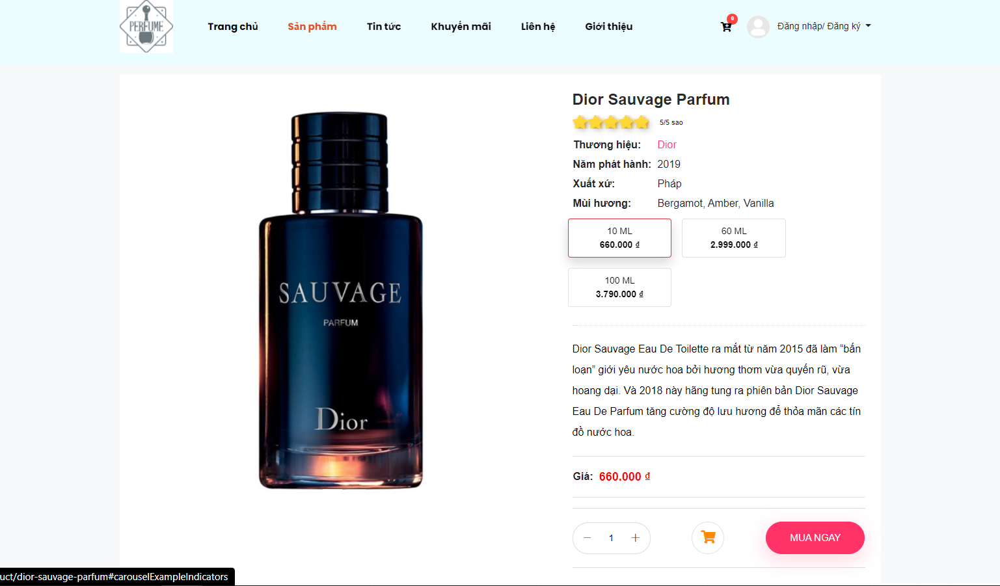 PERFUME
Trang chủ
Sản phẩm
Tin tức
Khuyến mãi
Liên hệ
Giới thiệu
0
Đăng nhập/ Đăng ký
SAUVAGE
PARFUM
Dior
Dior Sauvage Parfum
5/5 sao
Thương hiệu: Dior
Năm phát hành: 2019
Xuất xứ: Pháp
Mùi hương: Bergamot, Amber, Vanilla
10 ML
660.000 ₫
60 ML
2.999.000 ₫
100 ML
3.790.000 ₫
Dior Sauvage Eau De Toilette ra mắt từ năm 2015 đã làm “bấn
loạn” giới yêu nước hoa bởi hương thơm vừa quyến rũ, vừa
hoang dại. Và 2018 này hãng tung ra phiên bản Dior Sauvage
Eau De Parfum tăng cường độ lưu hương để thỏa mãn các tín
đồ nước hoa.
Giá: 660.000 ₫
− 1 +
MUA NGAY
uct/dior-sauvage-parfum#carouselExampleIndicators